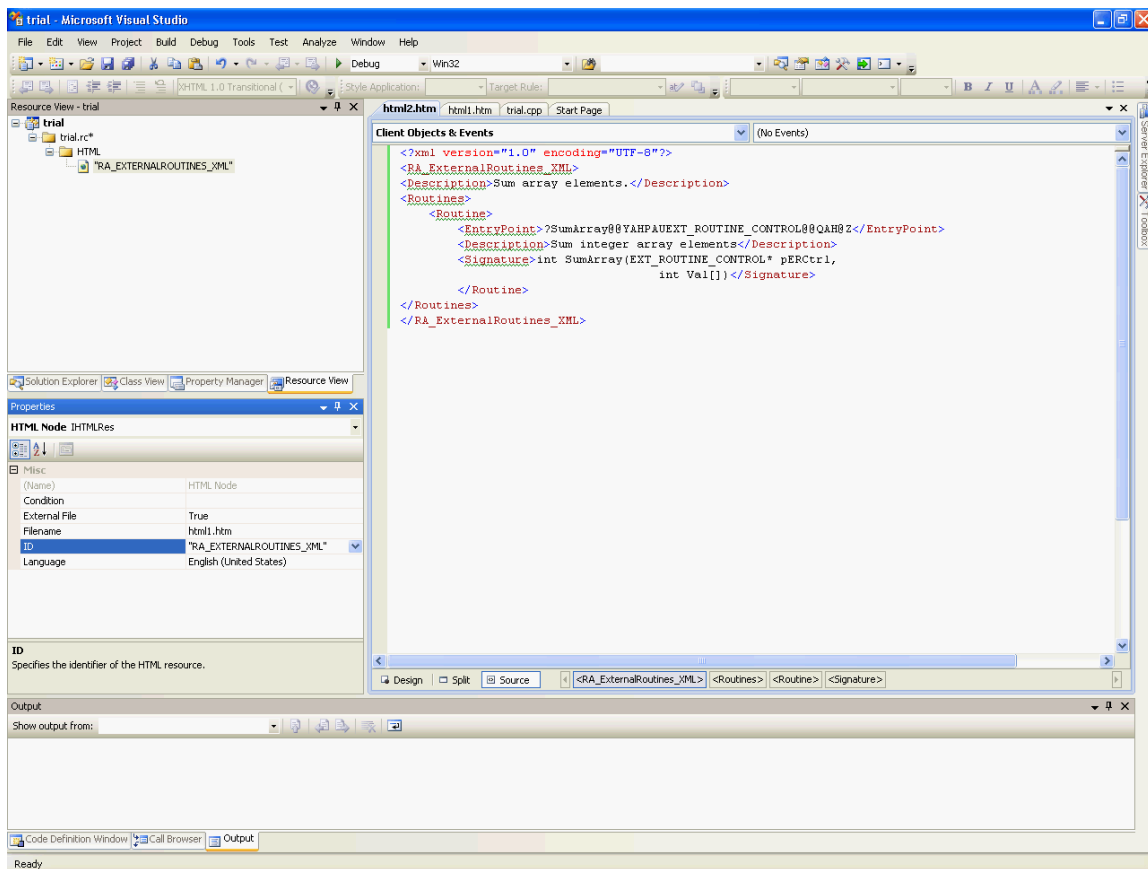 trial - Microsoft Visual Studio
File Edit View Project Build Debug Tools Test Analyze Window Help
Debug Win32
XHTML 1.0 Transitional ( Style Application: Target Rule: B I U A
Resource View - trial
trial
trial.rc*
HTML
"RA_EXTERNALROUTINES_XML"
Solution Explorer Class View Property Manager Resource View
Properties
HTML Node IHTMLRes
Misc
(Name) HTML Node
Condition
External File True
Filename html1.htm
ID "RA_EXTERNALROUTINES_XML"
Language English (United States)
ID
Specifies the identifier of the HTML resource.
html2.htm html1.htm trial.cpp Start Page
Client Objects & Events (No Events)
<?xml version="1.0" encoding="UTF-8"?>
<RA_ExternalRoutines_XML>
<Description>Sum array elements.</Description>
<Routines>
<Routine>
<EntryPoint>?SumArray@@YAHPAUEXT_ROUTINE_CONTROL@@QAH@Z</EntryPoint>
<Description>Sum integer array elements</Description>
<Signature>int SumArray(EXT_ROUTINE_CONTROL* pERCtrl,
int Val[])</Signature>
</Routine>
</Routines>
</RA_ExternalRoutines_XML>
Design Split Source <RA_ExternalRoutines_XML> <Routines> <Routine> <Signature>
Server Explorer
Toolbox
Output
Show output from:
Code Definition Window Call Browser Output
Ready